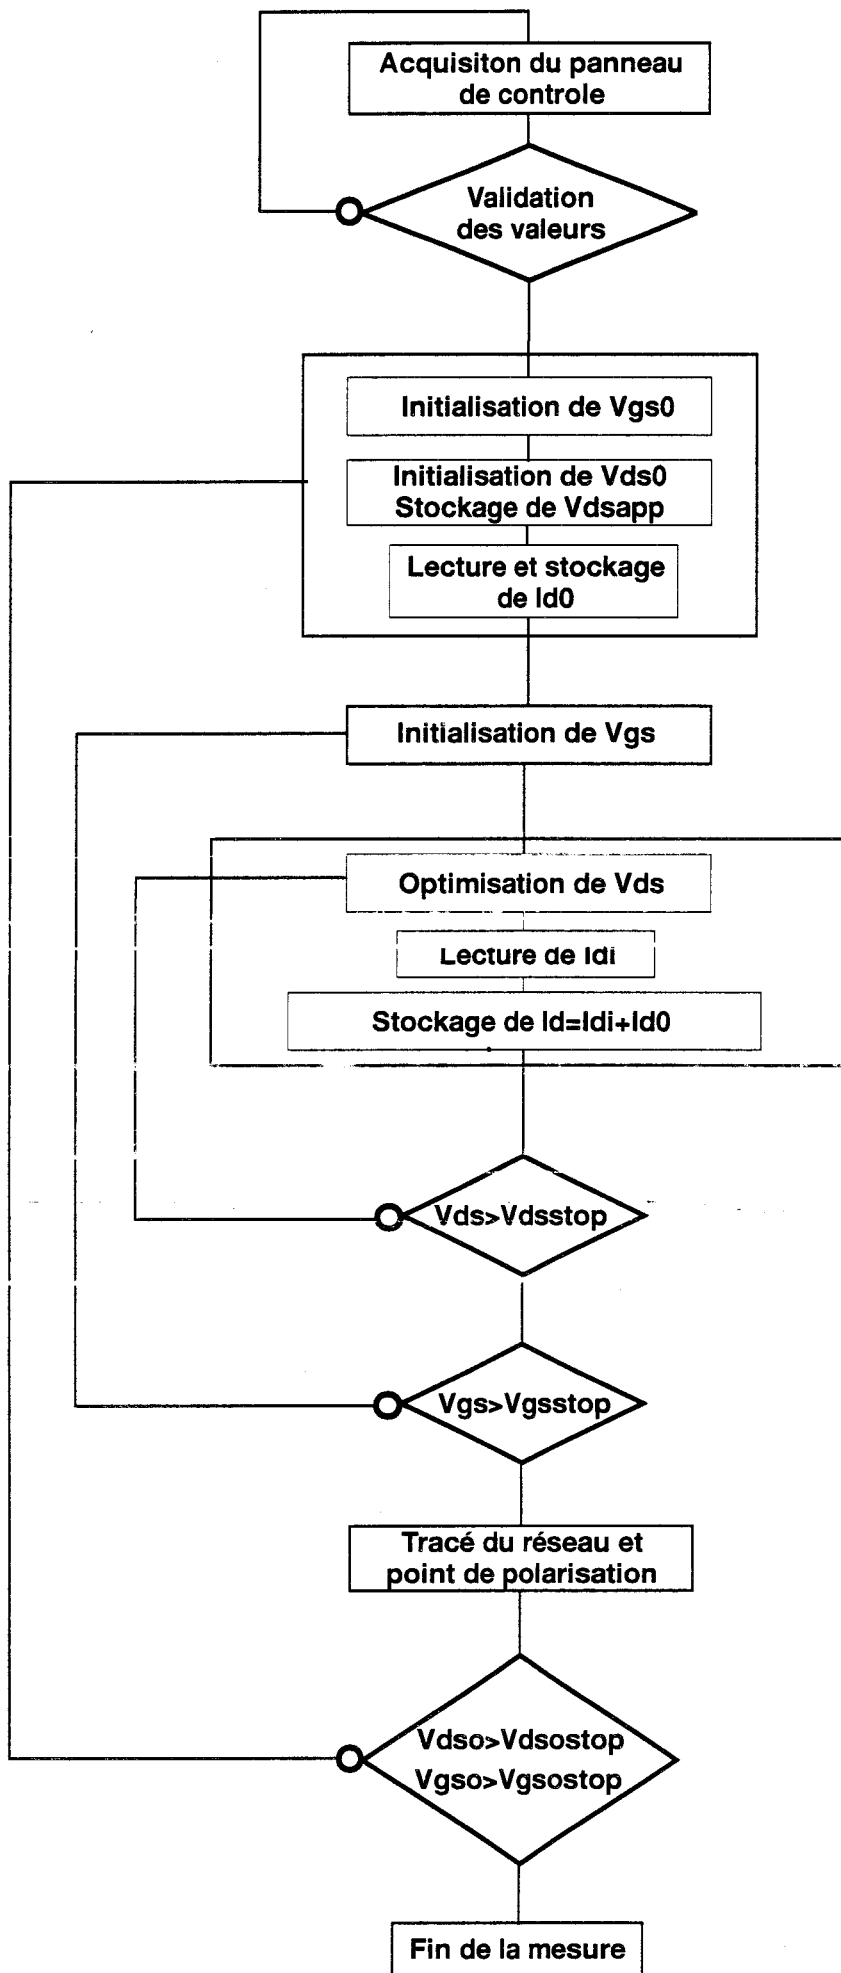 Acquisiton du panneau
de controle
Validation
des valeurs
Initialisation de Vgs0
Initialisation de Vds0
Stockage de Vdsapp
Lecture et stockage
de Id0
Initialisation de Vgs
Optimisation de Vds
Lecture de Idi
Stockage de Id=Idi+Id0
Vds>Vdsstop
Vgs>Vgsstop
Tracé du réseau et
point de polarisation
Vdso>Vdsostop
Vgso>Vgsostop
Fin de la mesure